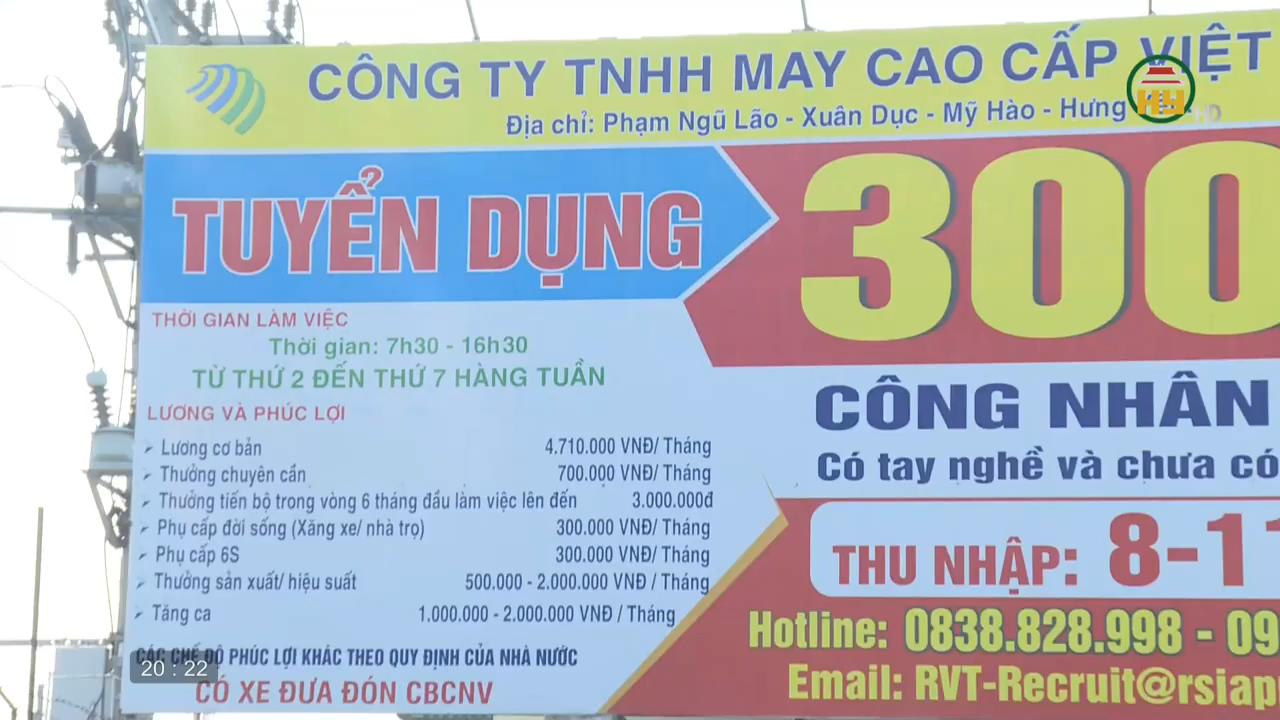 CÔNG TY TNHH MAY CAO CẤP VIỆT
Địa chỉ: Phạm Ngũ Lão - Xuân Dục - Mỹ Hào - Hưng
HY
HD
TUYỂN DỤNG
300
THỜI GIAN LÀM VIỆC
Thời gian: 7h30 - 16h30
TỪ THỨ 2 ĐẾN THỨ 7 HÀNG TUẦN
LƯƠNG VÀ PHÚC LỢI
Lương cơ bản 4.710.000 VNĐ/ Tháng
Thưởng chuyên cần 700.000 VNĐ/ Tháng
Thưởng tiến bộ trong vòng 6 tháng đầu làm việc lên đến 3.000.000đ
Phụ cấp đời sống (Xăng xe/ nhà trọ) 300.000 VNĐ/ Tháng
Phụ cấp 6S 300.000 VNĐ/ Tháng
Thưởng sản xuất/ hiệu suất 500.000 - 2.000.000 VNĐ / Tháng
Tăng ca 1.000.000 - 2.000.000 VNĐ / Tháng
CÁC CHẾ ĐỘ PHÚC LỢI KHÁC THEO QUY ĐỊNH CỦA NHÀ NƯỚC
20 : 22
CÓ XE ĐƯA ĐÓN CBCNV
CÔNG NHÂN
Có tay nghề và chưa có
THU NHẬP: 8-11
Hotline: 0838.828.998 - 09
Email: RVT-Recruit@rsiap